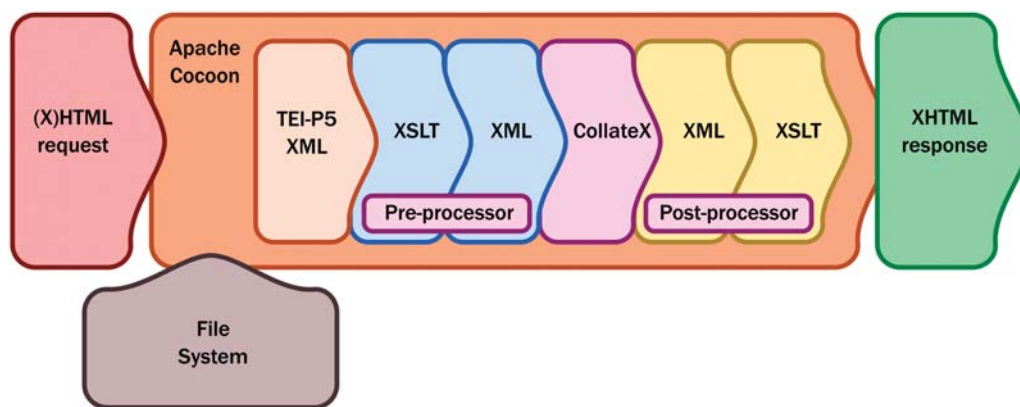 (X)HTML
request
Apache
Cocoon
TEI-P5
XML
XSLT
XML
CollateX
XML
XSLT
Pre-processor
Post-processor
XHTML
response
File
System